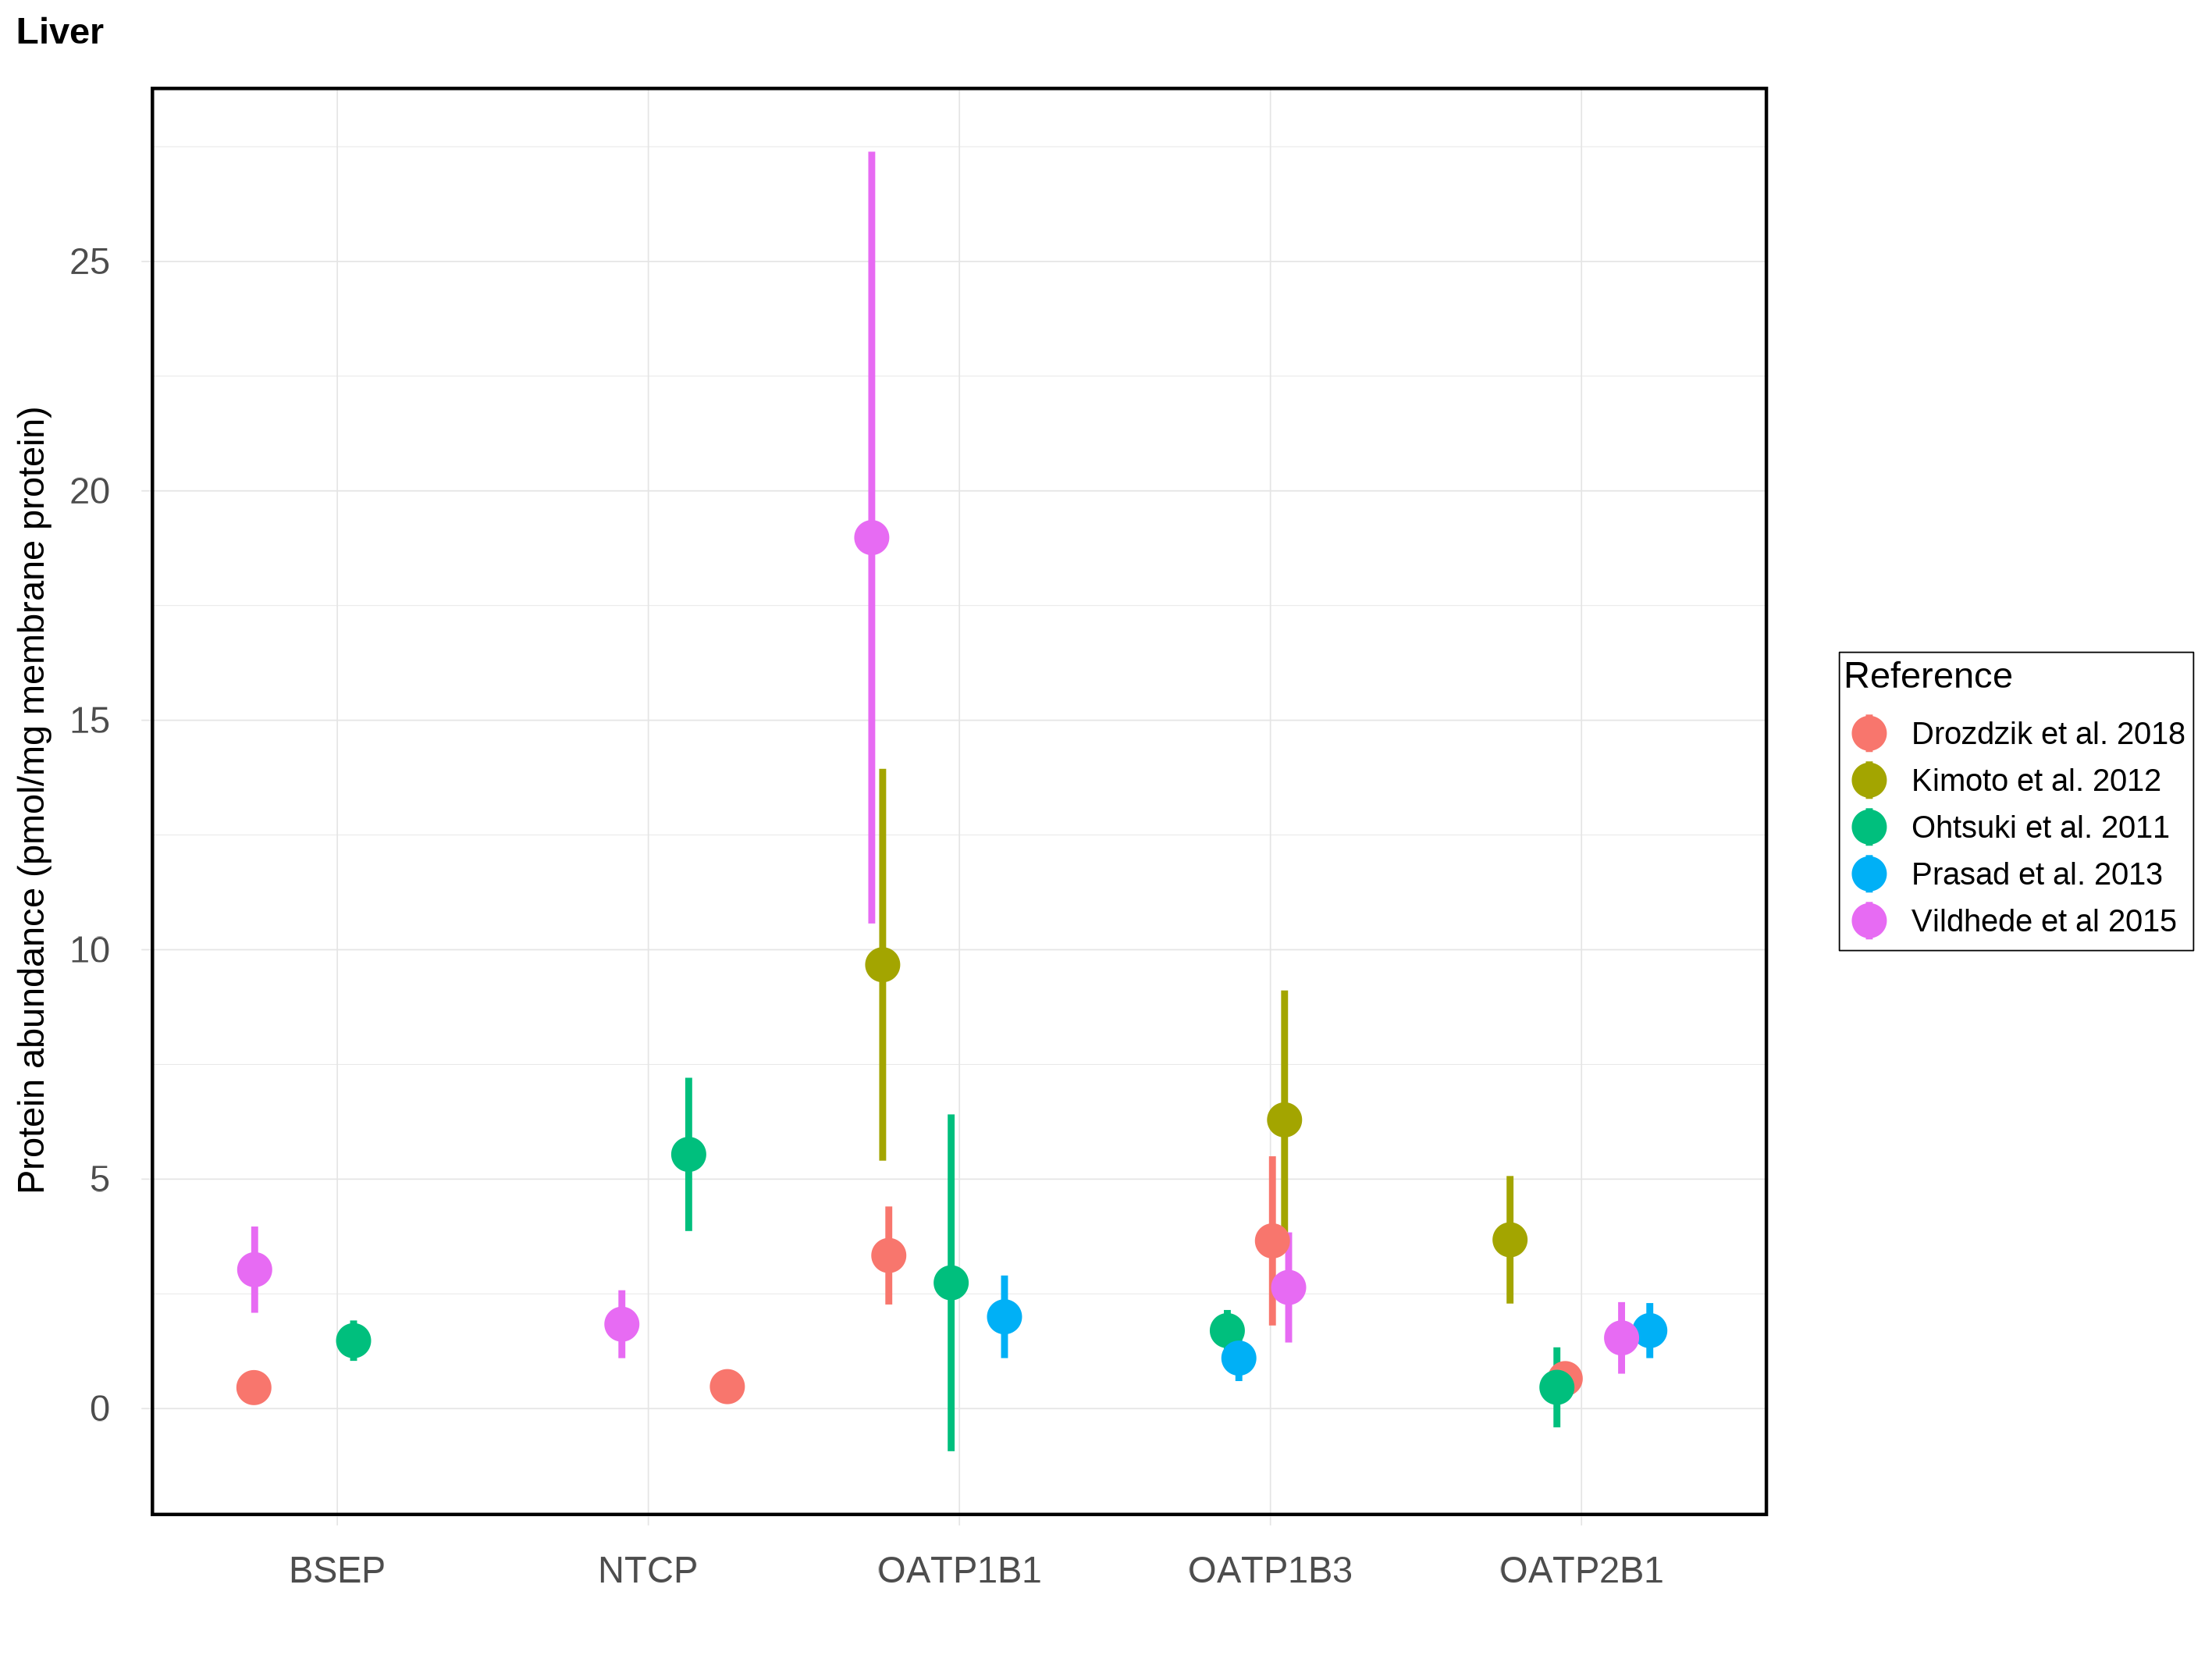 Liver
Protein abundance (pmol/mg membrane protein)
25
20
15
10
5
0
BSEP
NTCP
OATP1B1
OATP1B3
OATP2B1
Reference
Drozdzik et al. 2018
Kimoto et al. 2012
Ohtsuki et al. 2011
Prasad et al. 2013
Vildhede et al 2015